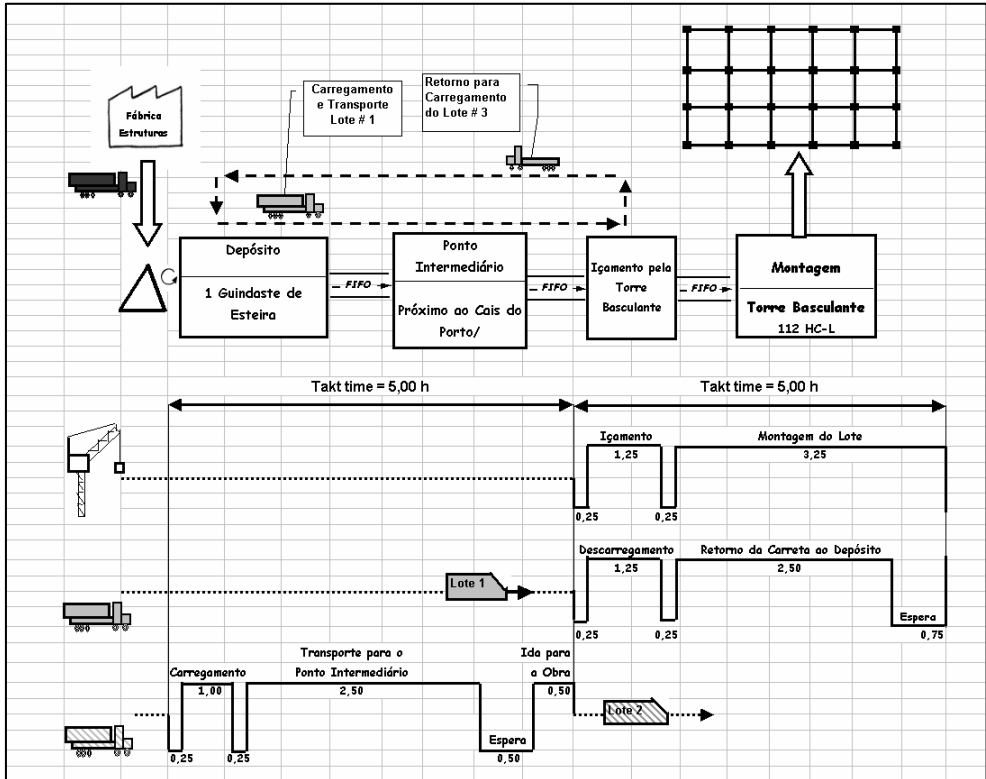 Carregamento
e Transporte
Lote # 1
Retorno para
Carregamento
do Lote # 3
Fábrica
Estruturas
Depósito
1 Guindaste de
Esteira
FIFO
Ponto
Intermediário
Próximo ao Cais do
Porto/
FIFO
Içamento pela
Torre
Basculante
FIFO
Montagem
Torre Basculante
112 HC-L
Takt time = 5,00 h
Takt time = 5,00 h
Içamento
1,25
Montagem do Lote
3,25
0,25
0,25
Descarregamento
1,25
Retorno da Carreta ao Depósito
2,50
Lote 1
Espera
0,25
0,25
0,75
Carregamento
1,00
Transporte para o
Ponto Intermediário
2,50
Ida para
a Obra
0,50
Lote 2
Espera
0,25
0,25
0,50